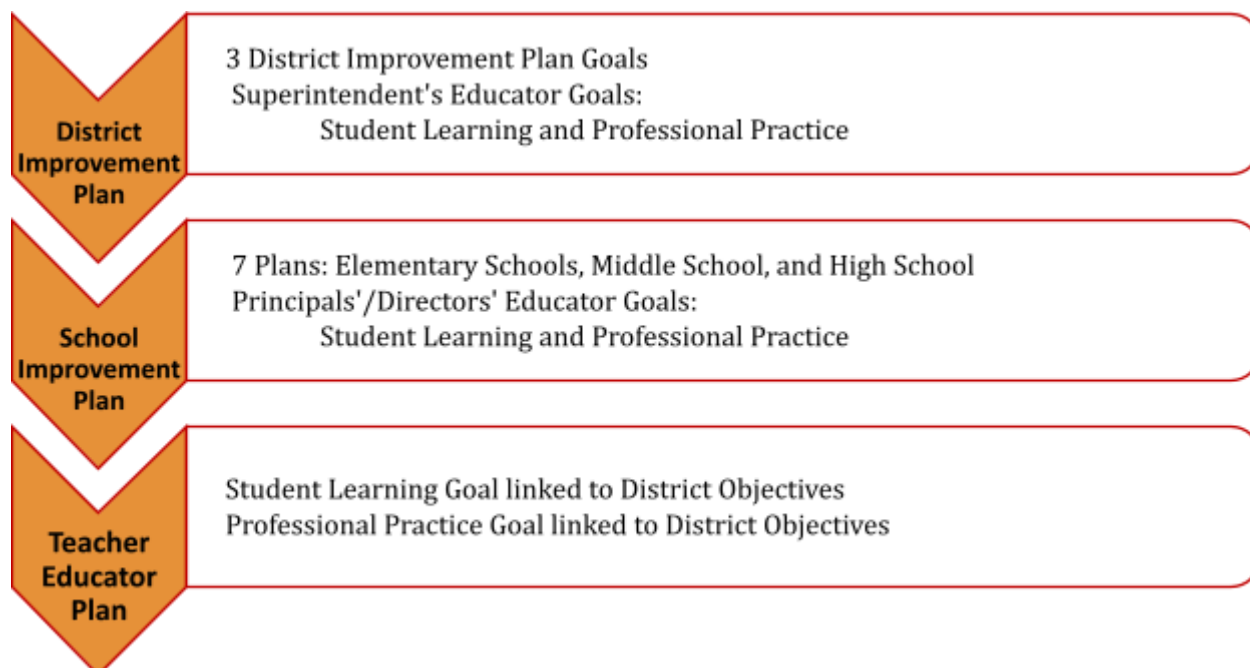 District
Improvement
Plan
3 District Improvement Plan Goals
Superintendent's Educator Goals:
Student Learning and Professional Practice
School
Improvement
Plan
7 Plans: Elementary Schools, Middle School, and High School
Principals'/Directors' Educator Goals:
Student Learning and Professional Practice
Teacher
Educator
Plan
Student Learning Goal linked to District Objectives
Professional Practice Goal linked to District Objectives